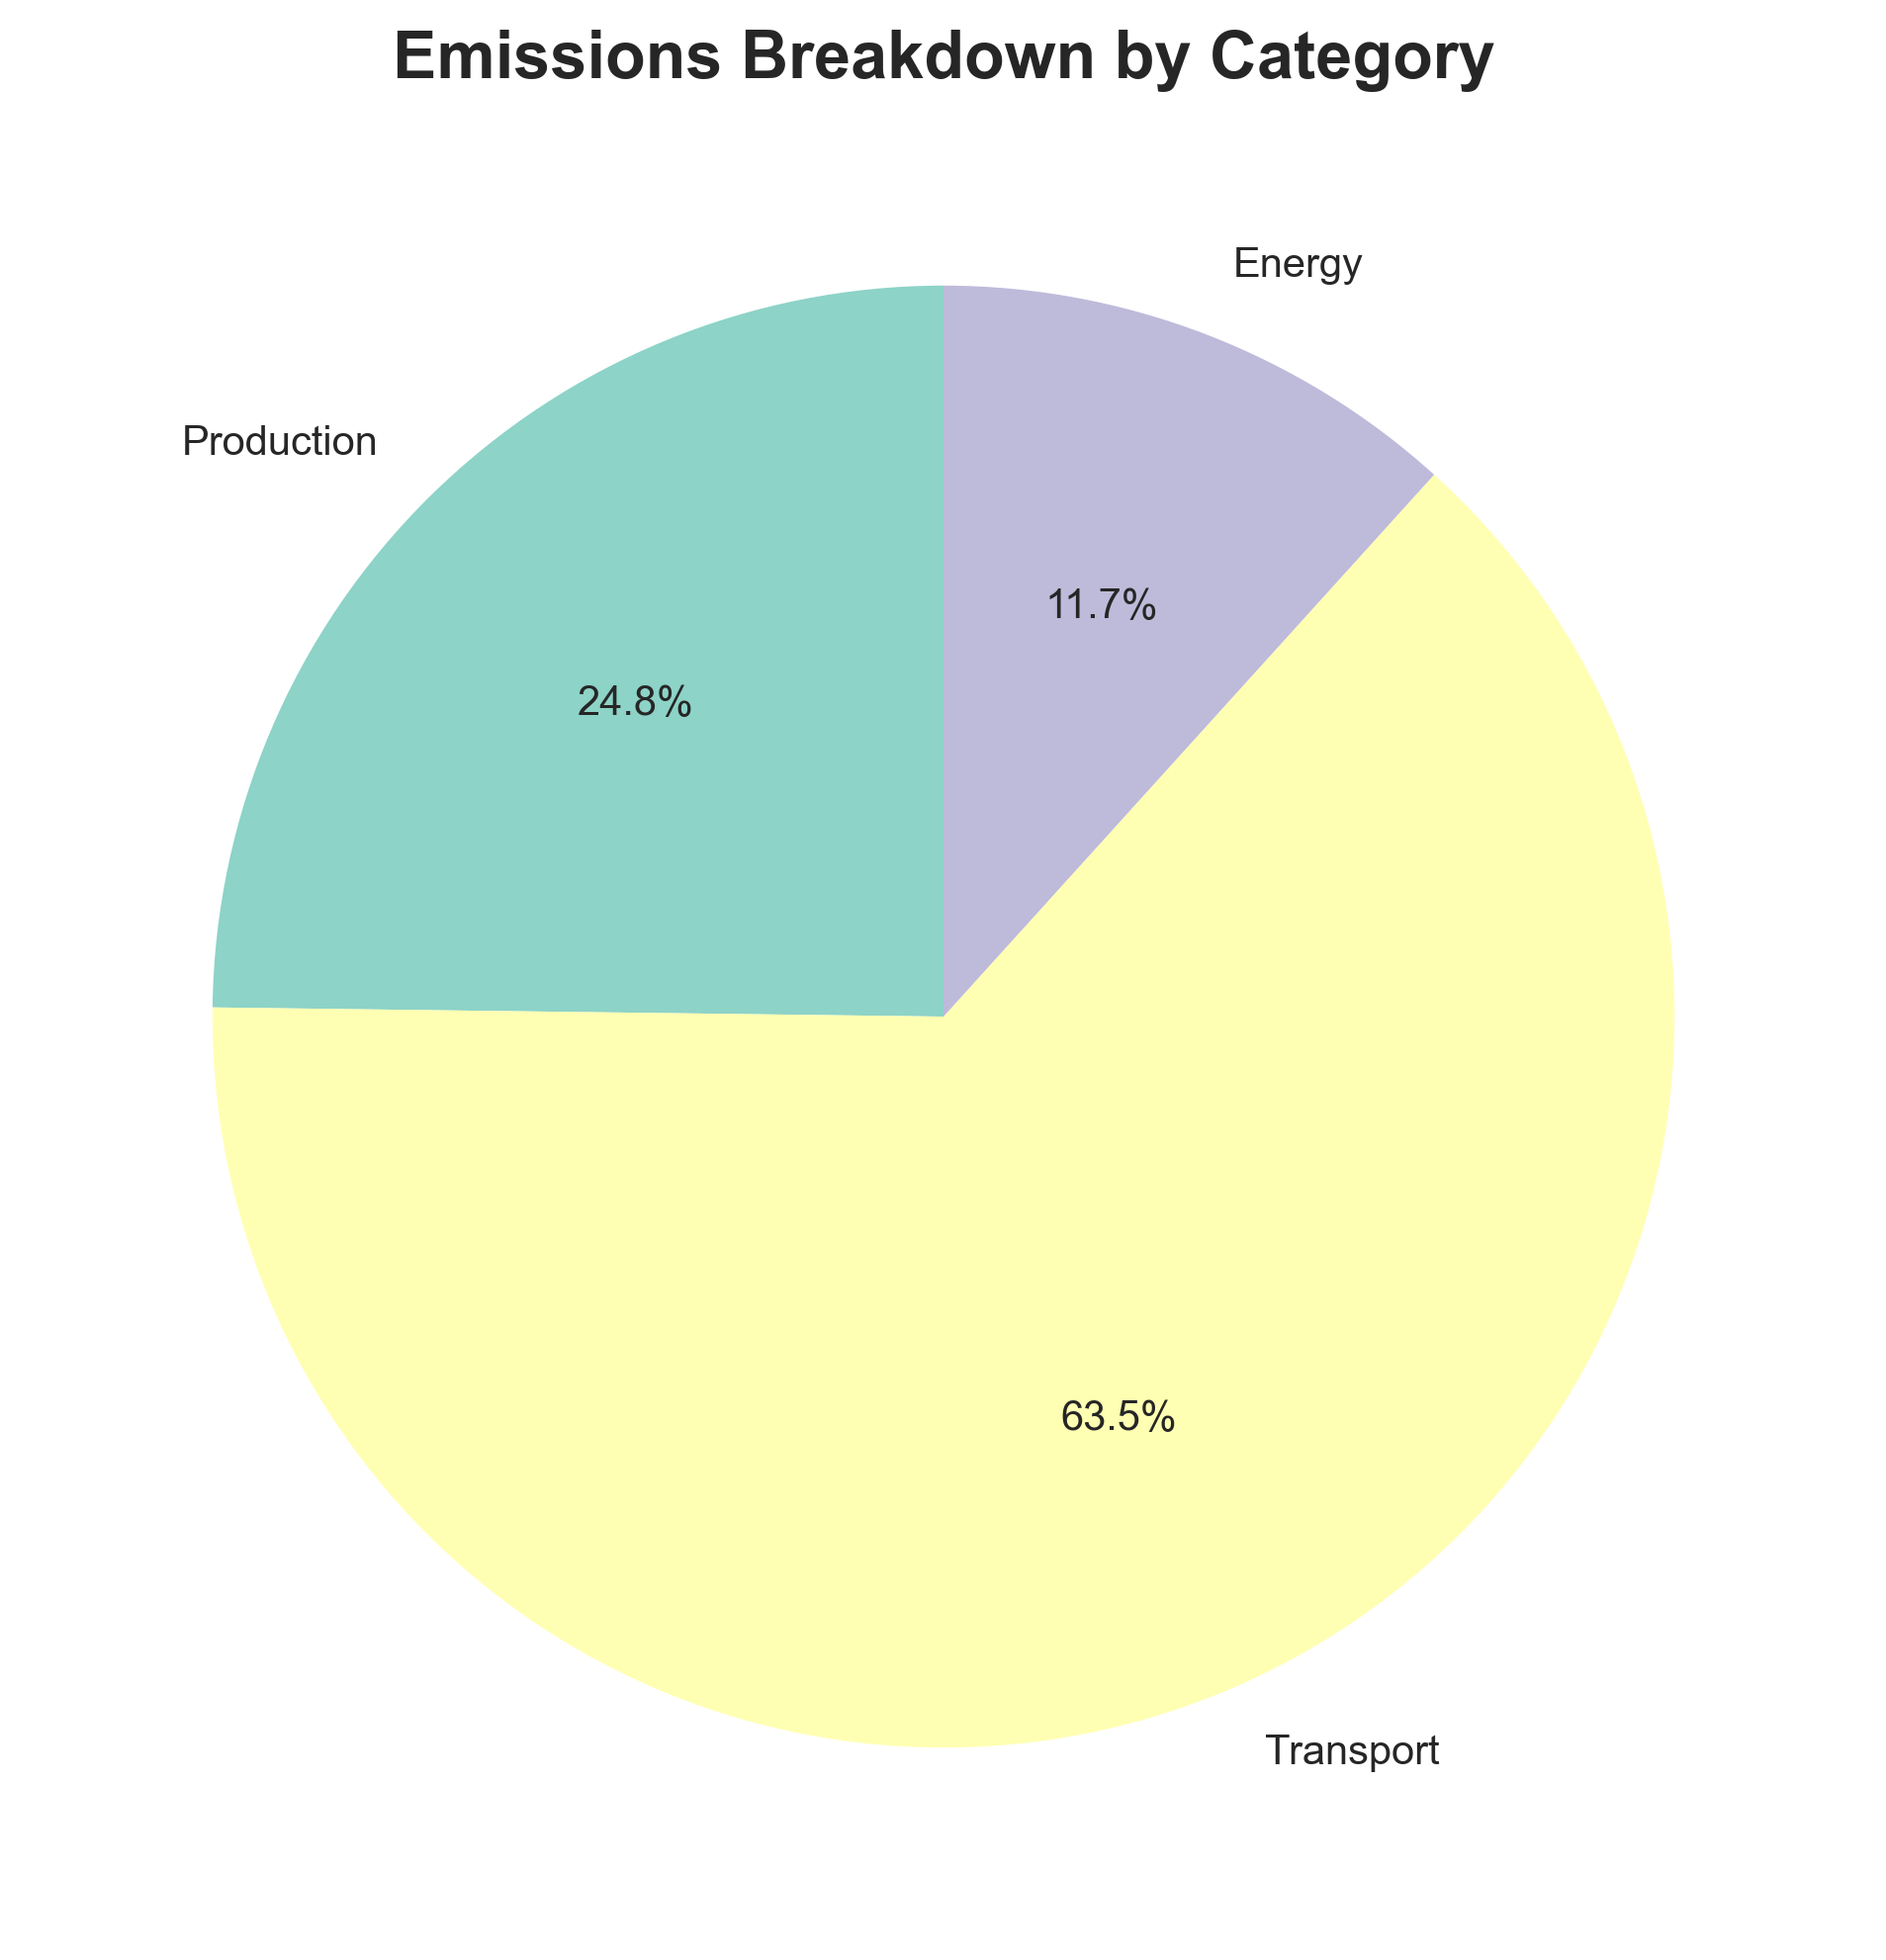 Emissions Breakdown by Category
Energy
Production
11.7%
24.8%
63.5%
Transport